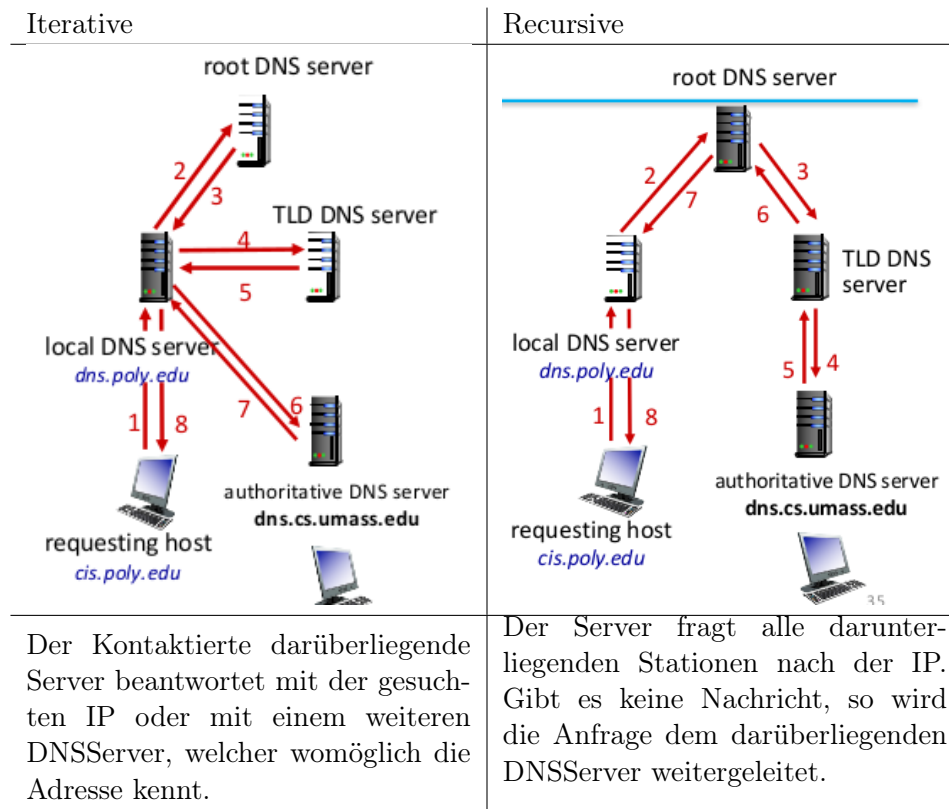 Iterative
root DNS server
2
3
TLD DNS server
4
5
local DNS server
dns.poly.edu
6
7
1
8
authoritative DNS server
dns.cs.umass.edu
requesting host
cis.poly.edu
Der Kontaktierte darüberliegende
Server beantwortet mit der gesuch-
ten IP oder mit einem weiteren
DNSServer, welcher womöglich die
Adresse kennt.
Recursive
root DNS server
2
3
7
6
TLD DNS
server
local DNS server
dns.poly.edu
5
4
1
8
authoritative DNS server
dns.cs.umass.edu
requesting host
cis.poly.edu
35
Der Server fragt alle darunter-
liegenden Stationen nach der IP.
Gibt es keine Nachricht, so wird
die Anfrage dem darüberliegenden
DNSServer weitergeleitet.